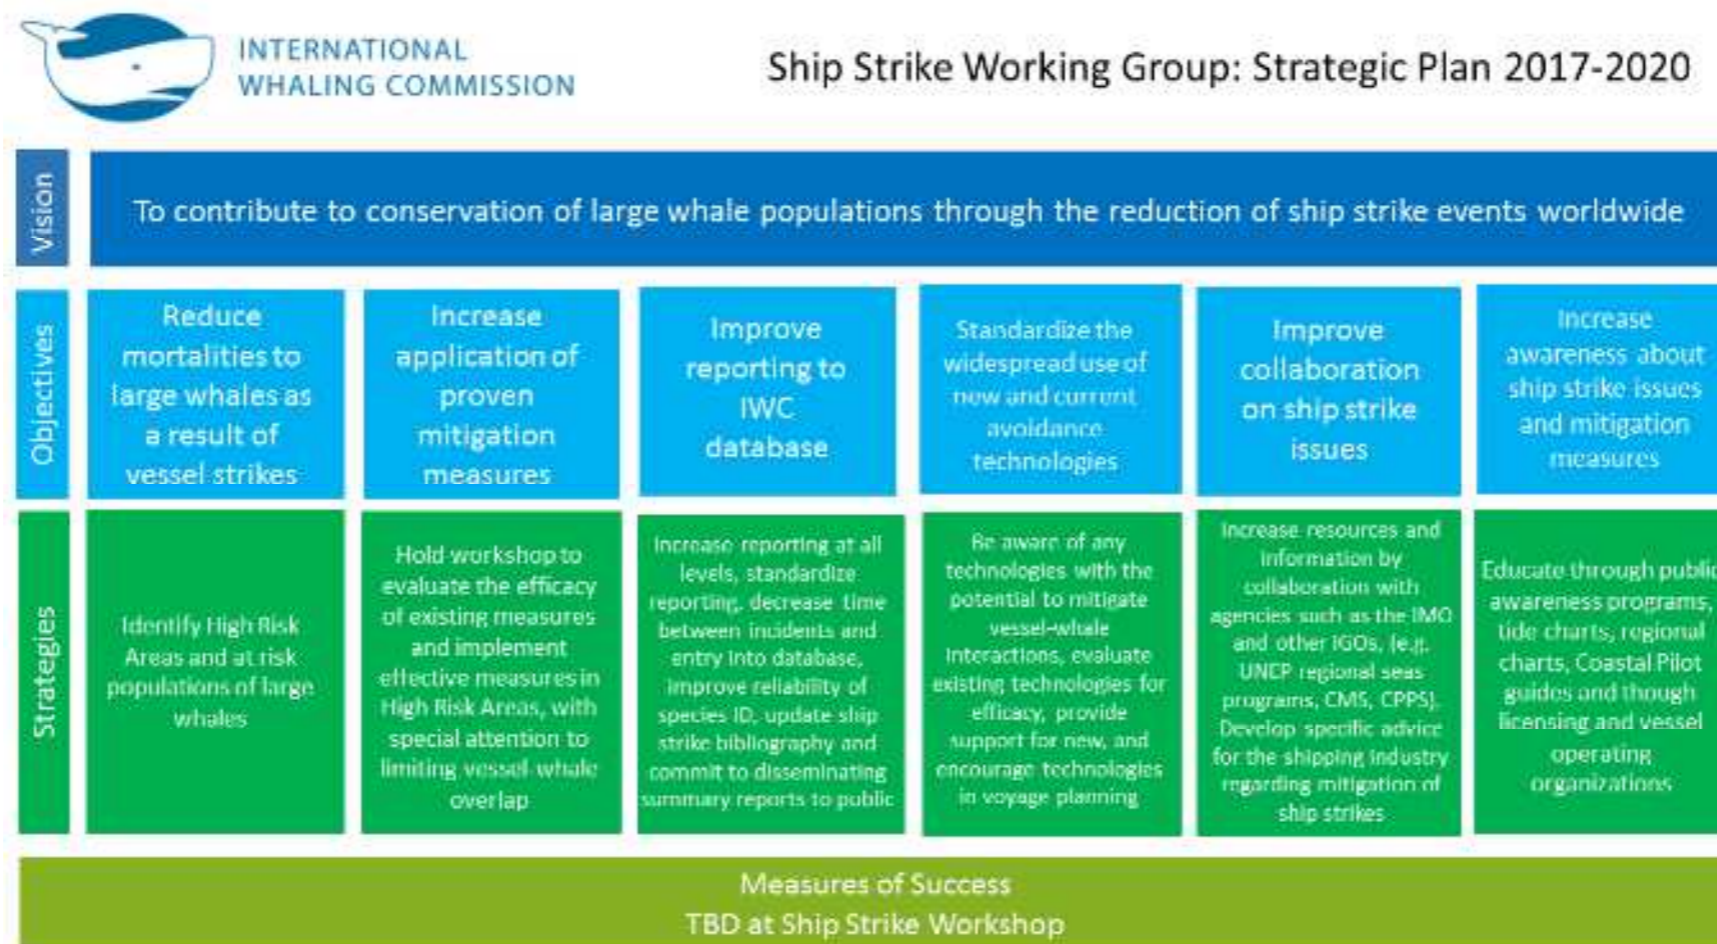 INTERNATIONAL
WHALING COMMISSION
Ship Strike Working Group: Strategic Plan 2017-2020
Vision
To contribute to conservation of large whale populations through the reduction of ship strike events worldwide
Objectives
Reduce
mortalities to
large whales as
a result of
vessel strikes
Increase
application of
proven
mitigation
measures
Improve
reporting to
IWC
database
Standardize the
widespread use of
new and current
avoidance
technologies
Improve
collaboration
on ship strike
issues
Increase
awareness about
ship strike issues
and mitigation
measures
Strategies
Identify High Risk
Areas and at risk
populations of large
whales
Hold workshop to
evaluate the efficacy
of existing measures
and implement
effective measures in
High Risk Areas, with
special attention to
limiting vessel-whale
overlap
Increase reporting at all
levels, standardize
reporting, decrease time
between incidents and
entry into database,
improve reliability of
species ID, update ship
strike bibliography and
commit to disseminating
summary reports to public
Be aware of any
technologies with the
potential to mitigate
vessel-whale
interactions, evaluate
existing technologies for
efficacy, provide
support for new, and
encourage technologies
in voyage planning
Increase resources and
information by
collaboration with
agencies such as the IMO
and other IGOs, (e.g.
UNEP regional seas
programs, CMS, CPPS).
Develop specific advice
for the shipping industry
regarding mitigation of
ship strikes
Educate through public
awareness programs,
tide charts, regional
charts, Coastal Pilot
guides and though
licensing and vessel
operating
organizations
Measures of Success
TBD at Ship Strike Workshop